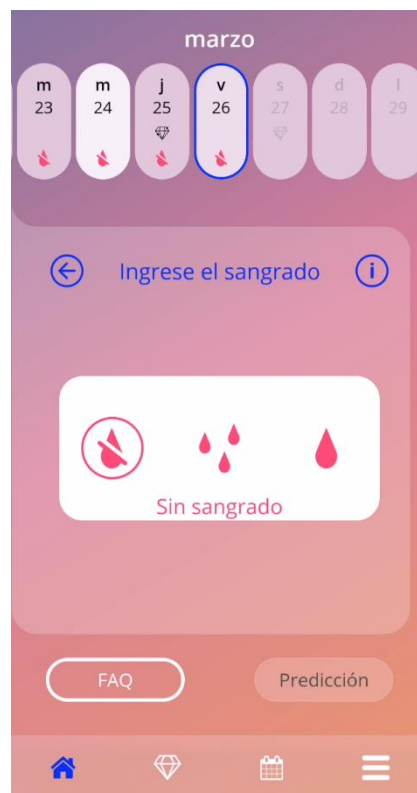 marzo
m m j v s d l
23 24 25 26 27 28 29
Ingrese el sangrado
Sin sangrado
FAQ Predicción